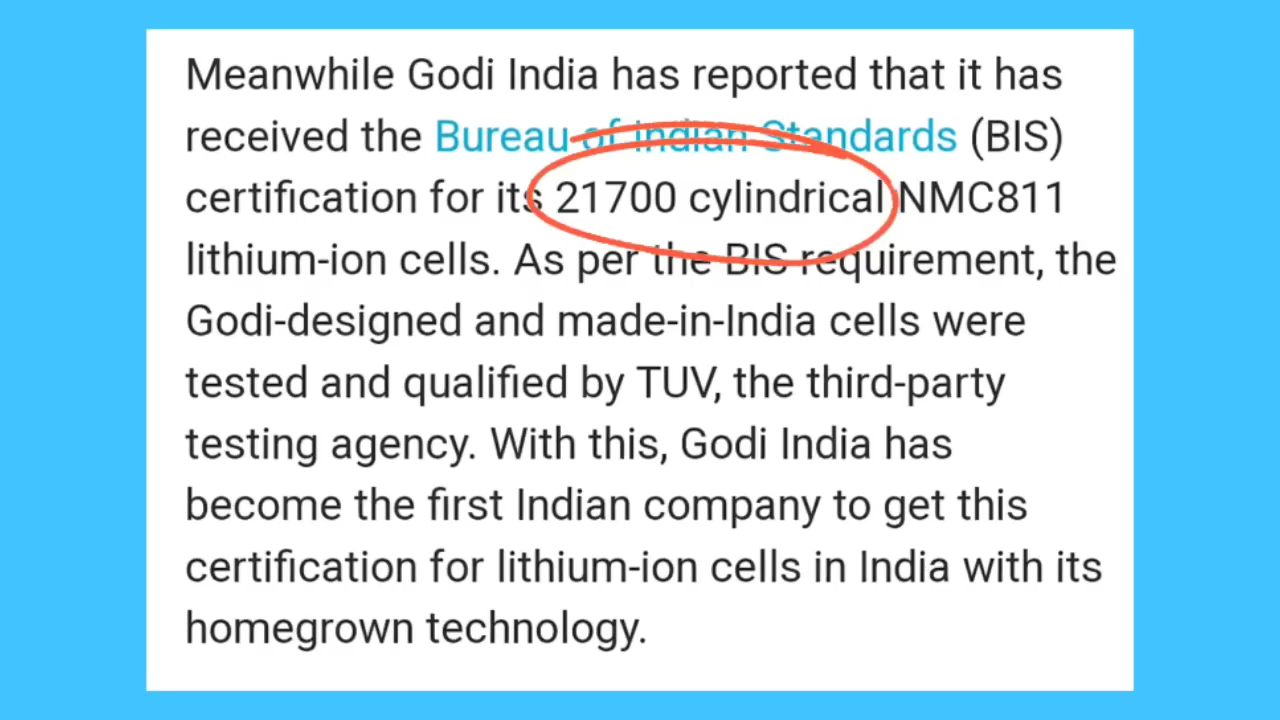 Meanwhile Godi India has reported that it has
received the Bureau of Indian Standards (BIS)
certification for its 21700 cylindrical NMC811
lithium-ion cells. As per the BIS requirement, the
Godi-designed and made-in-India cells were
tested and qualified by TUV, the third-party
testing agency. With this, Godi India has
become the first Indian company to get this
certification for lithium-ion cells in India with its
homegrown technology.